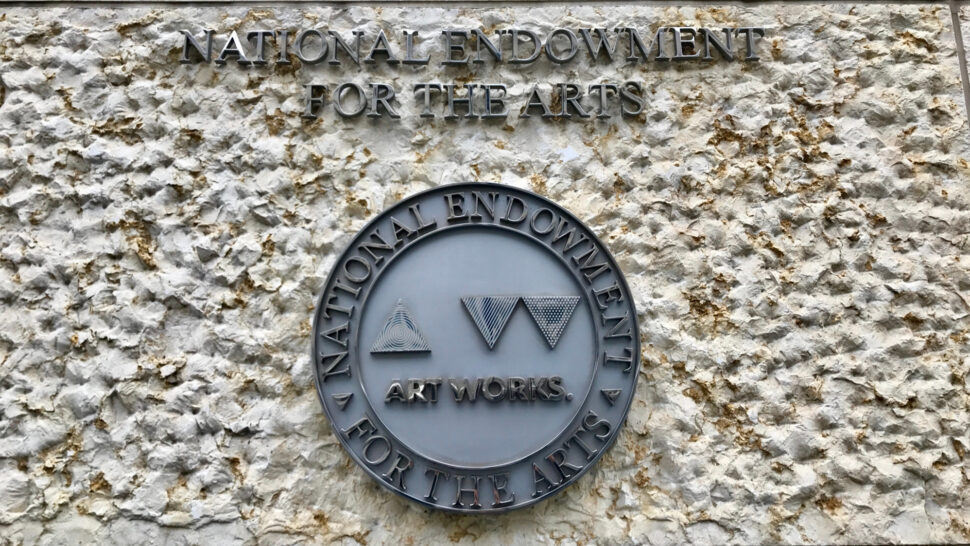 NATIONAL ENDOWMENT
FOR THE ARTS
NATIONAL ENDOWMENT
ART WORKS.
FOR THE ARTS